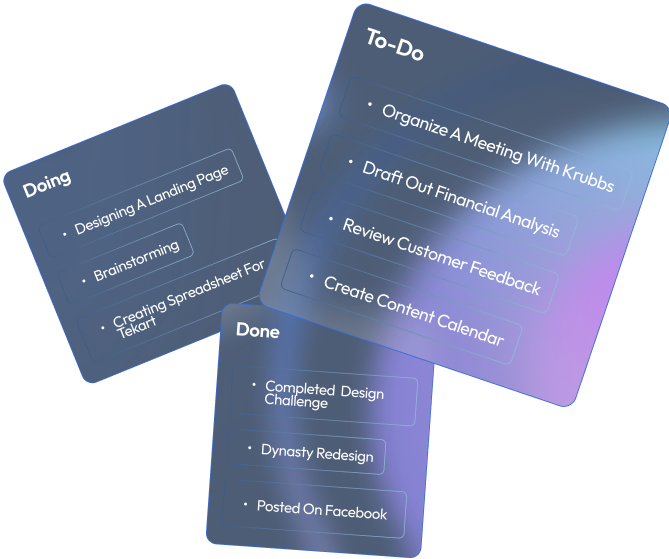 To-Do
• Organize A Meeting With Krubbs
• Draft Out Financial Analysis
• Review Customer Feedback
• Create Content Calendar
Doing
• Designing A Landing Page
• Brainstorming
• Creating Spreadsheet For
Tekart
Done
• Completed Design
Challenge
• Dynasty Redesign
• Posted On Facebook